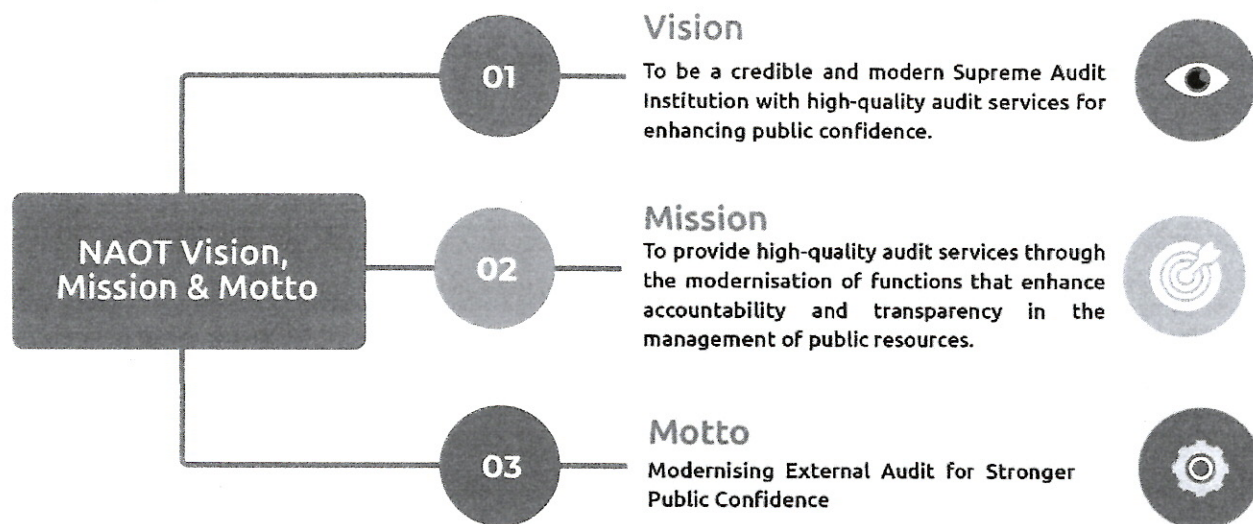 NAOT Vision,
Mission & Motto
01
Vision
To be a credible and modern Supreme Audit
Institution with high-quality audit services for
enhancing public confidence.
02
Mission
To provide high-quality audit services through
the modernisation of functions that enhance
accountability and transparency in the
management of public resources.
03
Motto
Modernising External Audit for Stronger
Public Confidence